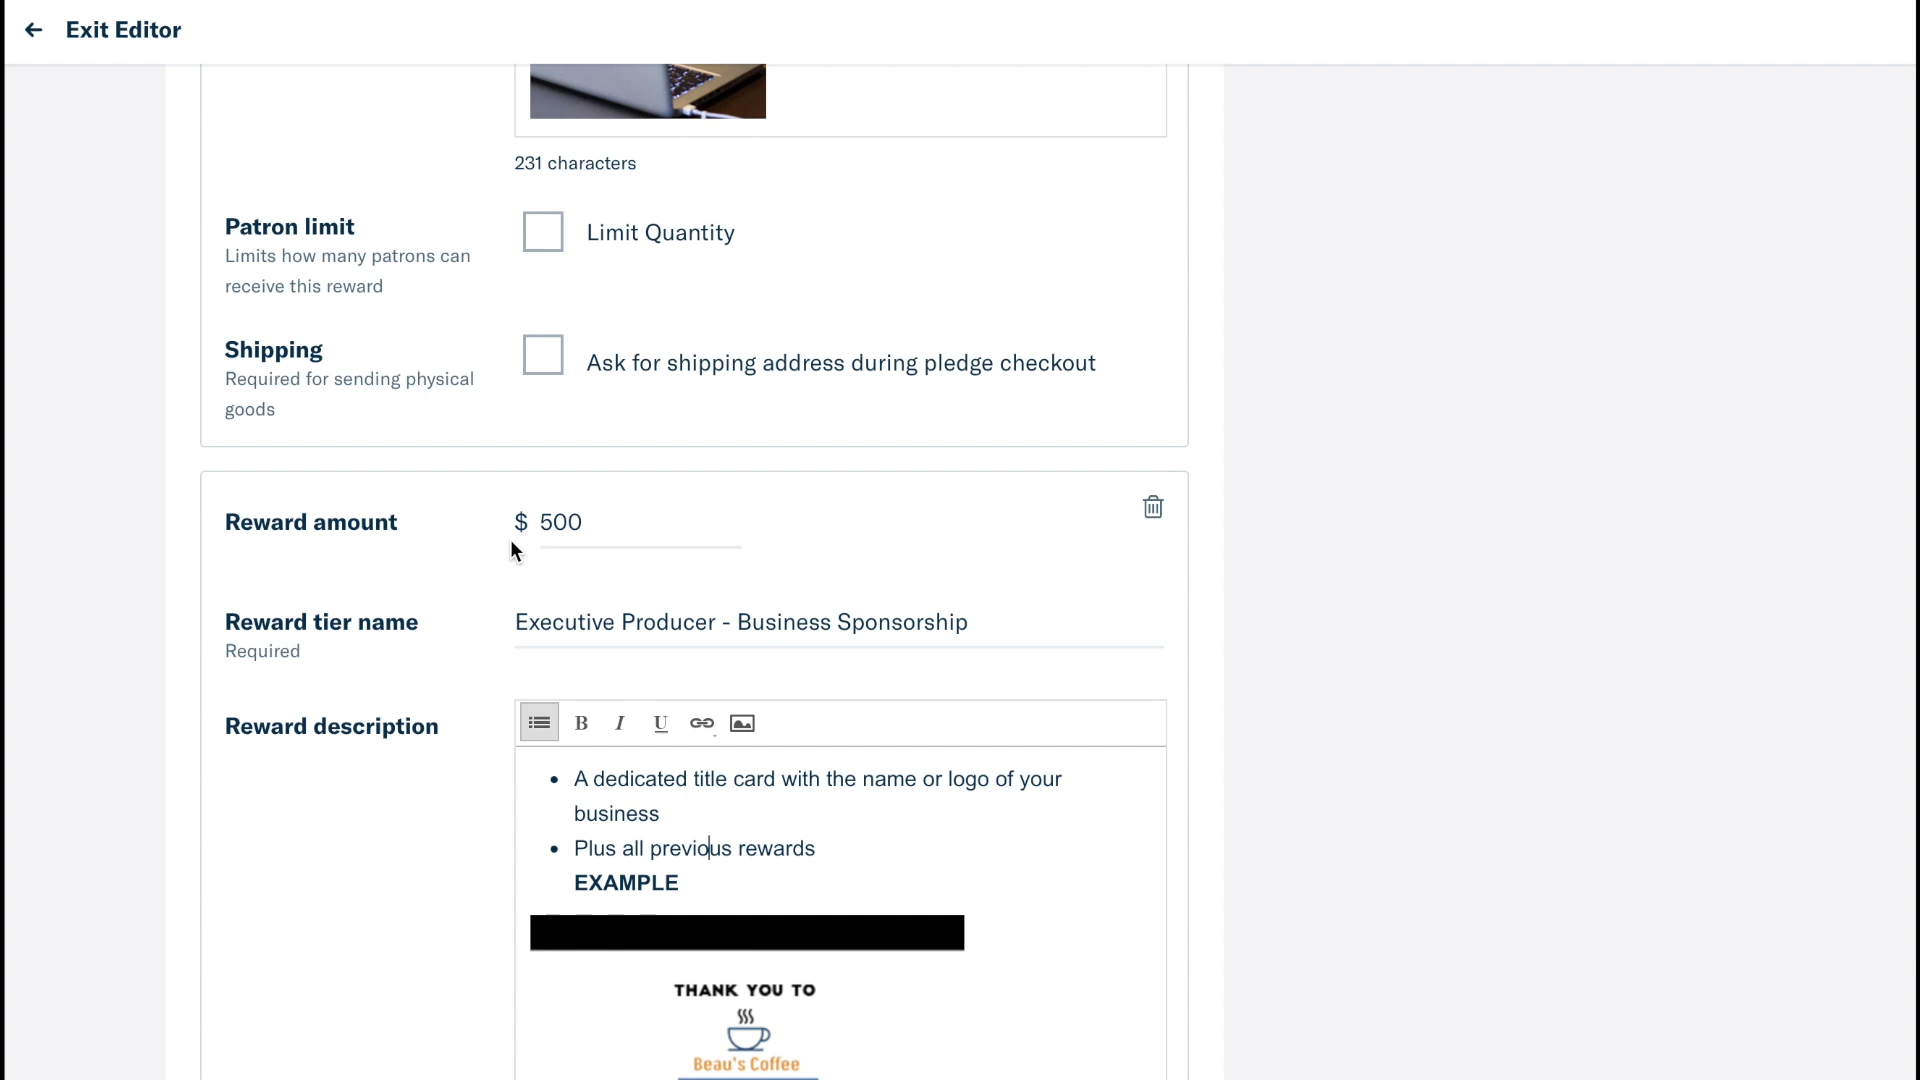 Exit Editor
231 characters
Patron limit
Limits how many patrons can
receive this reward
Limit Quantity
Shipping
Required for sending physical
goods
Ask for shipping address during pledge checkout
Reward amount
$ 500
Reward tier name
Required
Executive Producer - Business Sponsorship
Reward description
B I U
• A dedicated title card with the name or logo of your
business
• Plus all previous rewards
EXAMPLE
THANK YOU TO
Beau's Coffee